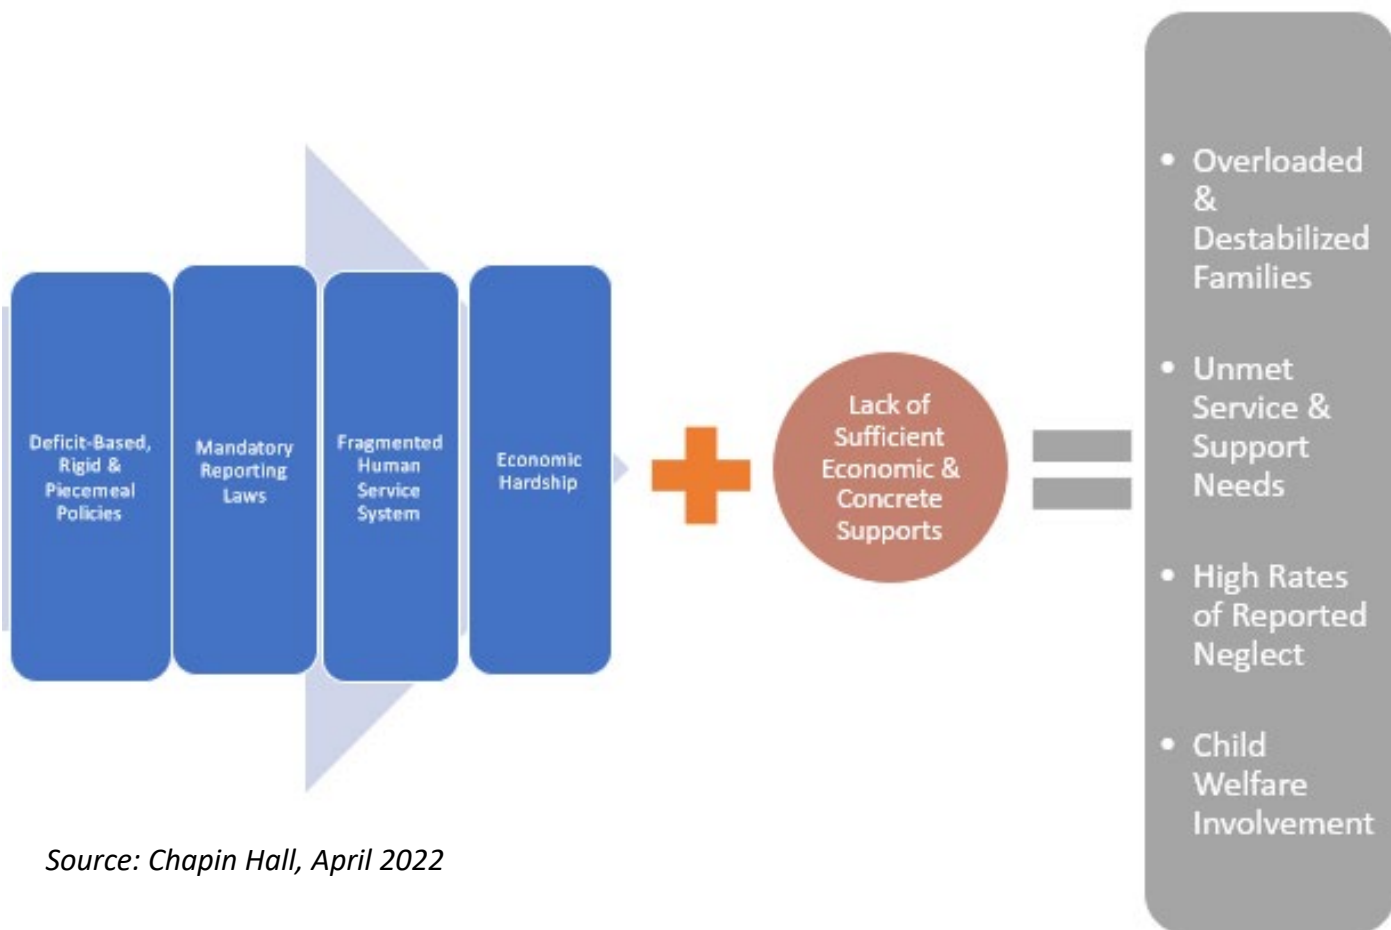 Deficit-Based,
Rigid &
Piecemeal
Policies
Mandatory
Reporting
Laws
Fragmented
Human
Service
System
Economic
Hardship
Lack of
Sufficient
Economic &
Concrete
Supports
• Overloaded
&
Destabilized
Families
• Unmet
Service &
Support
Needs
• High Rates
of Reported
Neglect
• Child
Welfare
Involvement
Source: Chapin Hall, April 2022